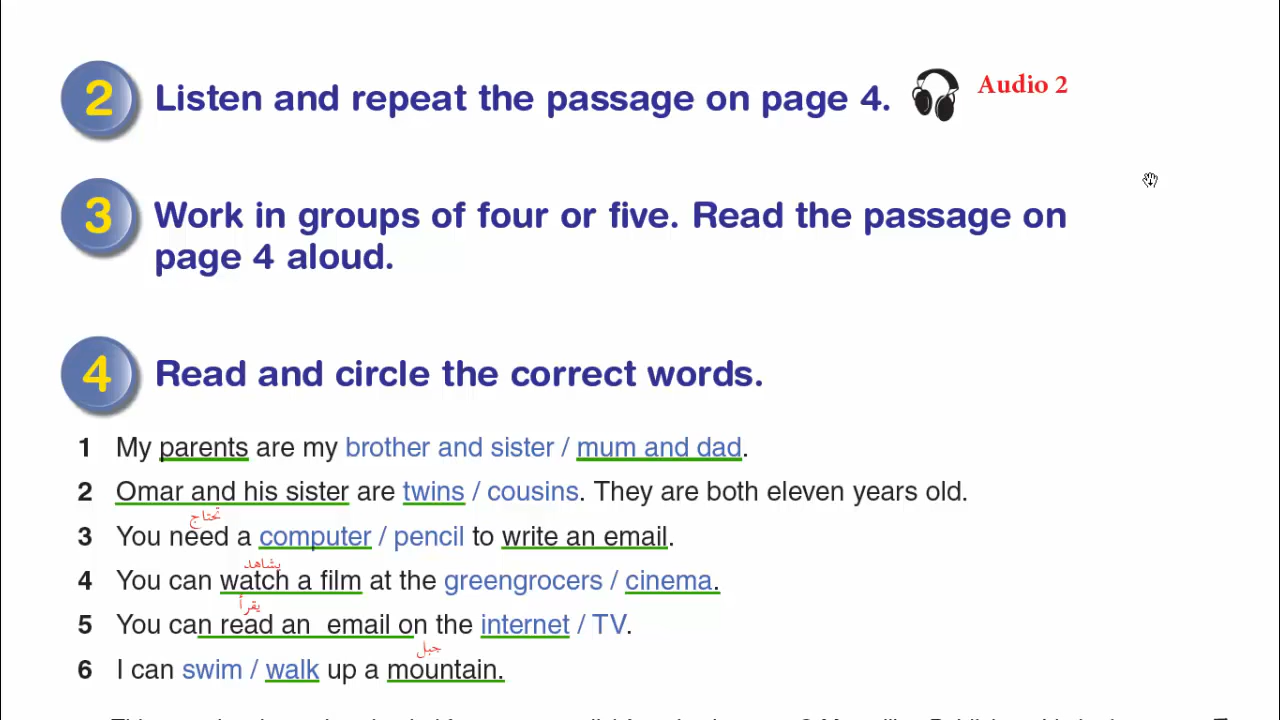 2 Listen and repeat the passage on page 4. Audio 2
3 Work in groups of four or five. Read the passage on
page 4 aloud.
4 Read and circle the correct words.
1 My parents are my brother and sister / mum and dad.
2 Omar and his sister are twins / cousins. They are both eleven years old.
تحتاج
3 You need a computer / pencil to write an email.
يشاهد
4 You can watch a film at the greengrocers / cinema.
يقرأ
5 You can read an email on the internet / TV.
جبل
6 I can swim / walk up a mountain.